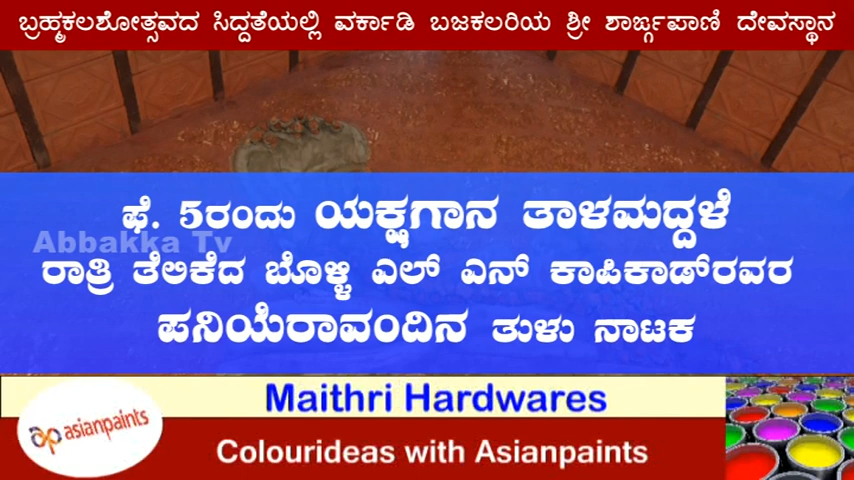 ಬ್ರಹ್ಮಕಲಶೋತ್ಸವದ ಸಿದ್ದತೆಯಲ್ಲಿ ವರ್ಕಾಡಿ ಬಜಕಲರಿಯ ಶ್ರೀ ಶಾರ್ಙ್ಗಪಾಣಿ ದೇವಸ್ಥಾನ
ಫೆ. 5ರಂದು ಯಕ್ಷಗಾನ ತಾಳಮದ್ದಳೆ
Abbakka Tv
ರಾತ್ರಿ ತೆಲಿಕೆದ ಬೊಳ್ಳಿ ಎಲ್ ಎನ್ ಕಾಪಿಕಾಡ್‌ರವರ
ಪನಿಯೆರಾವಂದಿನ ತುಳು ನಾಟಕ
Maithri Hardwares
ap asianpaints
Colourideas with Asianpaints